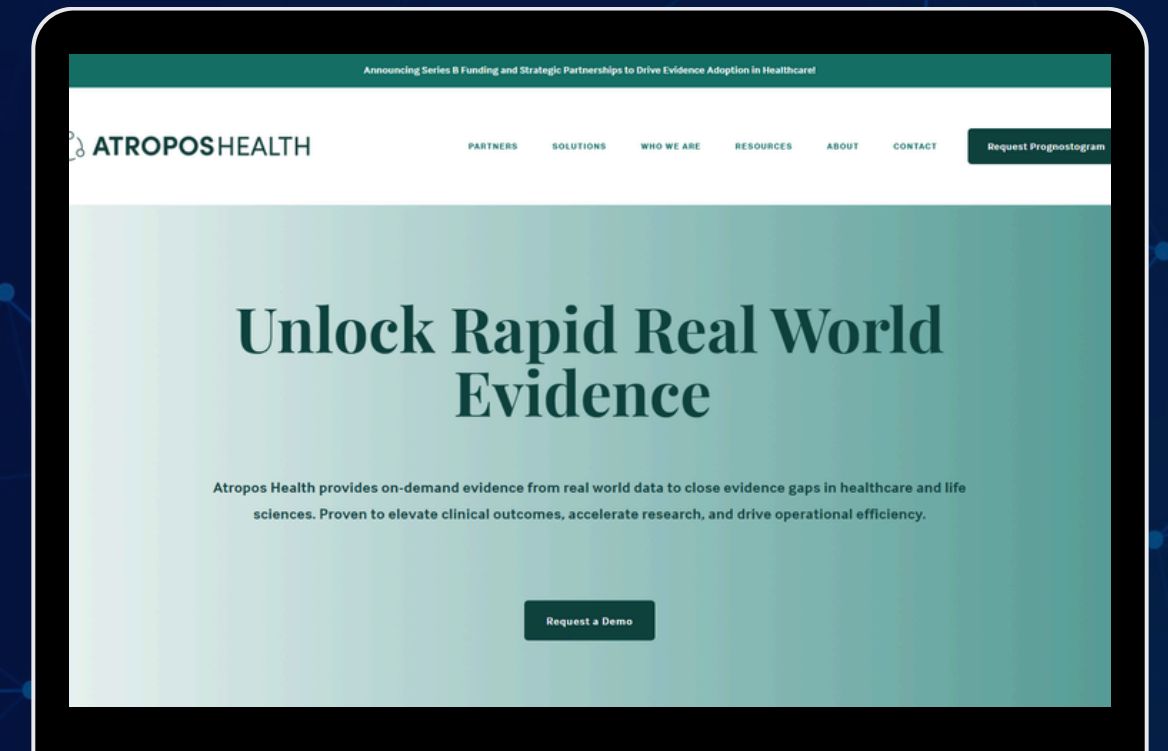 Announcing Series B Funding and Strategic Partnerships to Drive Evidence Adoption in Healthcare!
ATROPOSHEALTH
PARTNERS SOLUTIONS WHO WE ARE RESOURCES ABOUT CONTACT Request Prognostogram
Unlock Rapid Real World
Evidence
Atropos Health provides on-demand evidence from real world data to close evidence gaps in healthcare and life
sciences. Proven to elevate clinical outcomes, accelerate research, and drive operational efficiency.
Request a Demo